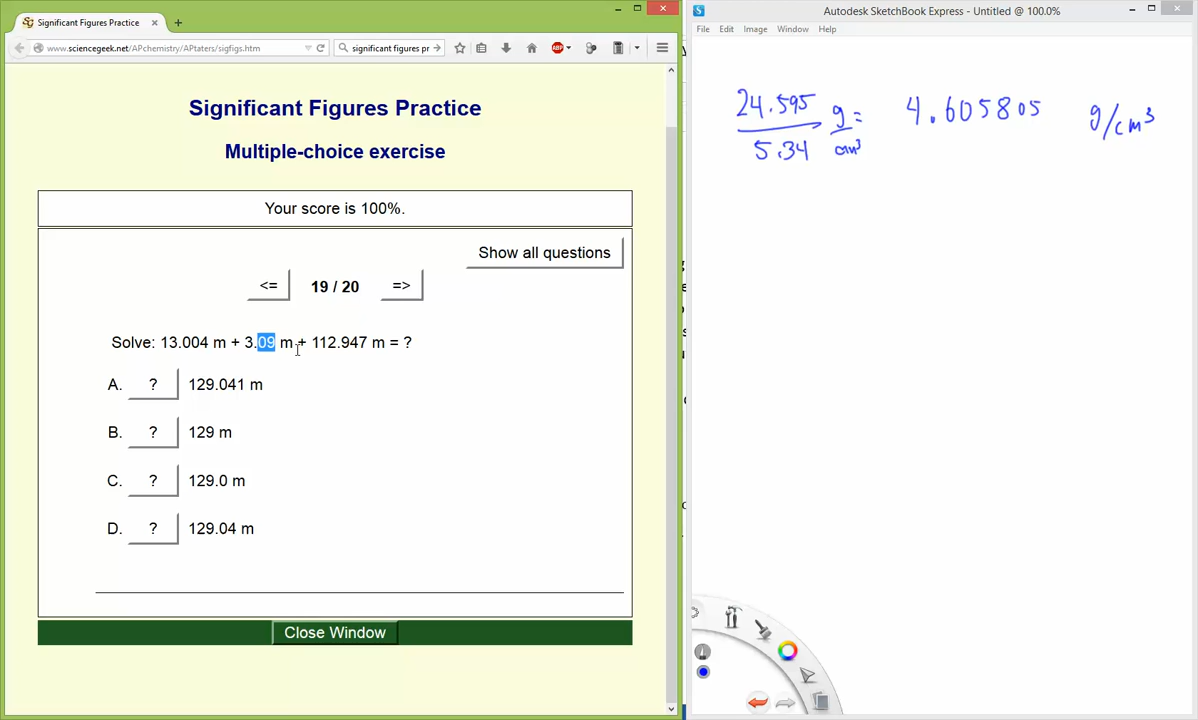 Significant Figures Practice
Autodesk SketchBook Express - Untitled @ 100.0%
www.sciencegeek.net/APchemistry/APtaters/sigfigs.htm
significant figures pr
ABP
File Edit Image Window Help
Significant Figures Practice
Multiple-choice exercise
Your score is 100%.
Show all questions
<= 19 / 20 =>
Solve: 13.004 m + 3.09 m + 112.947 m = ?
A. ? 129.041 m
B. ? 129 m
C. ? 129.0 m
D. ? 129.04 m
Close Window
24.595 g = 4.605805 g/cm³
5.34 cm³